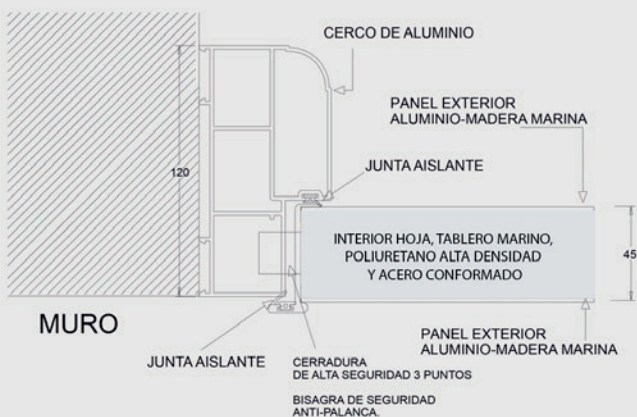 CERCO DE ALUMINIO
PANEL EXTERIOR
ALUMINIO-MADERA MARINA
JUNTA AISLANTE
120
INTERIOR HOJA, TABLERO MARINO,
POLIURETANO ALTA DENSIDAD
Y ACERO CONFORMADO
45
MURO
PANEL EXTERIOR
ALUMINIO-MADERA MARINA
JUNTA AISLANTE
CERRADURA
DE ALTA SEGURIDAD 3 PUNTOS
BISAGRA DE SEGURIDAD
ANTI-PALANCA.